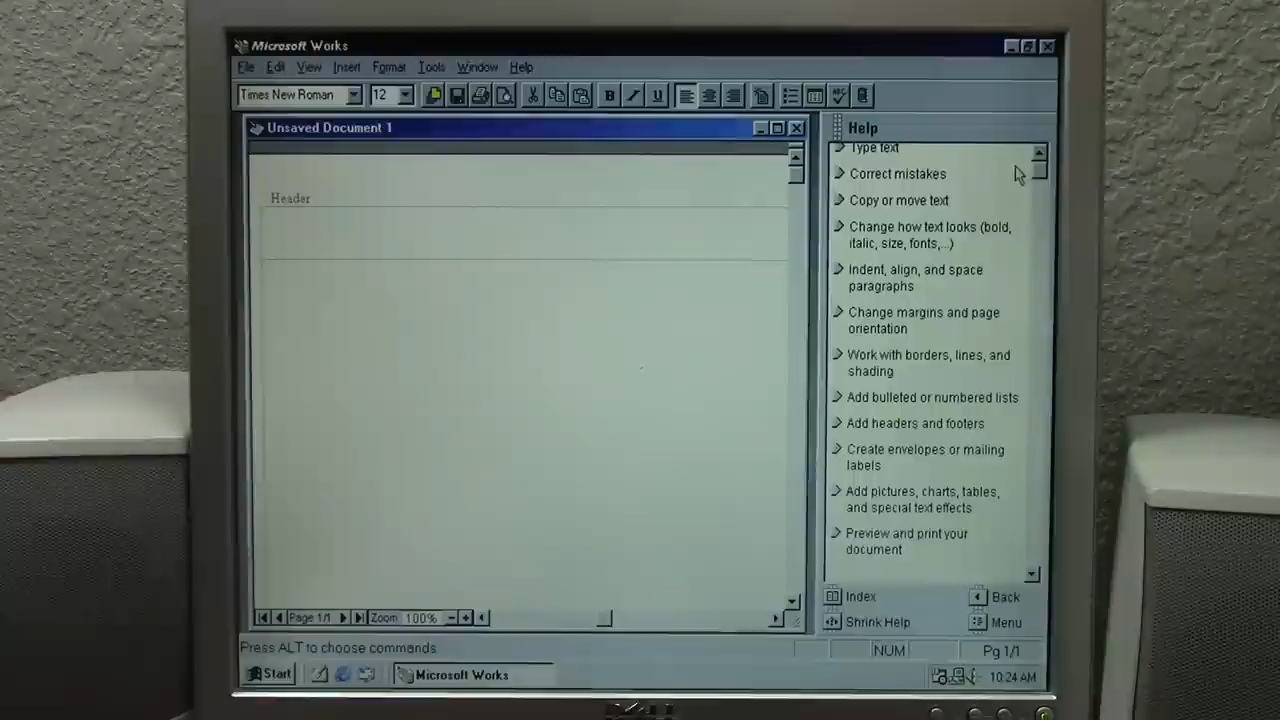 Microsoft Works
File Edit View Insert Format Tools Window Help
Times New Roman 12 B I U
Unsaved Document 1
Help
Type text
Correct mistakes
Header
Copy or move text
Change how text looks (bold,
italic, size, fonts,...)
Indent, align, and space
paragraphs
Change margins and page
orientation
Work with borders, lines, and
shading
Add bulleted or numbered lists
Add headers and footers
Create envelopes or mailing
labels
Add pictures, charts, tables,
and special text effects
Preview and print your
document
Index Back
Page 1/1 Zoom 100%
Shrink Help Menu
Press ALT to choose commands
NUM Pg 1/1
Start Microsoft Works 10:24 AM
DELL